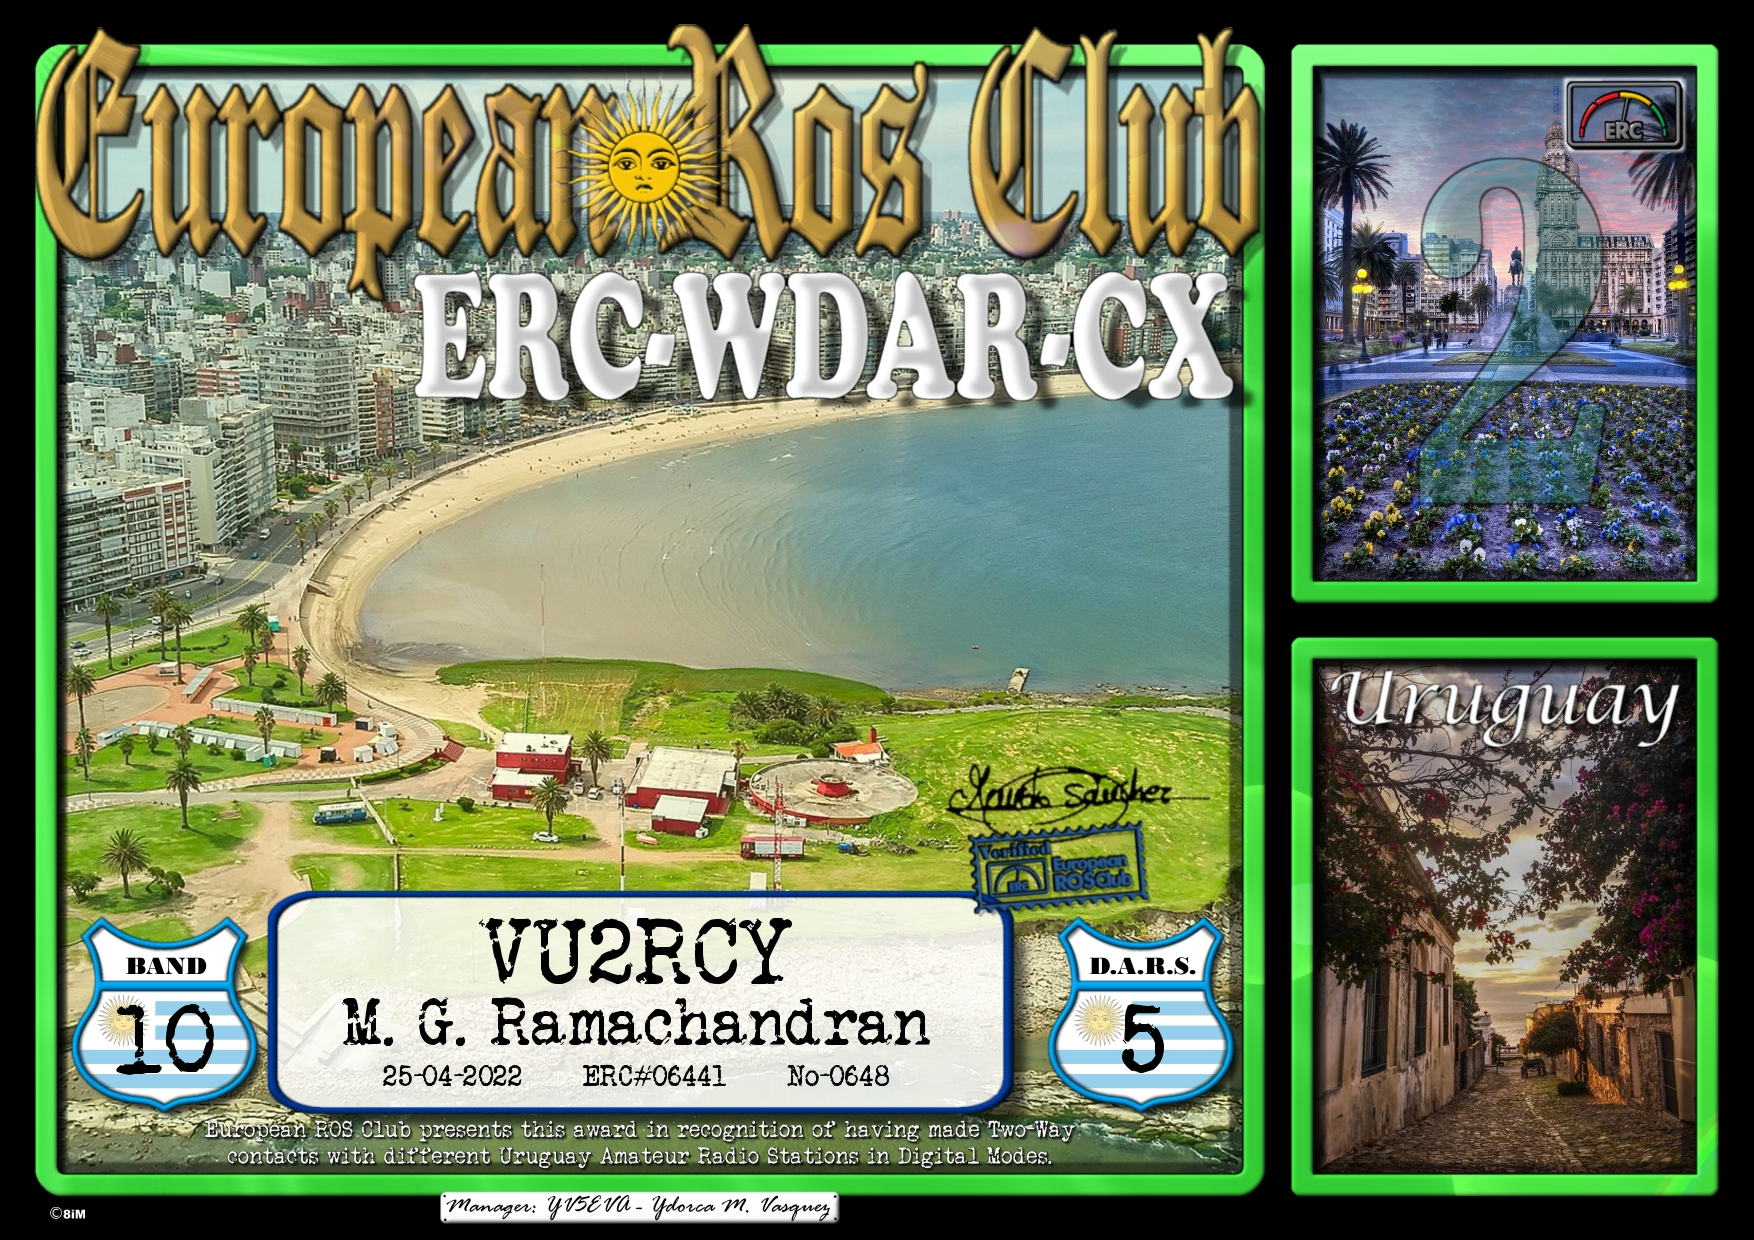 European Ros Club
ERC-WDAR-CX
ERC
2
Uruguay
Verified
ERC
European
ROSClub
BAND
10
VU2RCY
M. G. Ramachandran
25-04-2022 ERC#06441 No-0648
D.A.R.S.
5
European ROS Club presents this award in recognition of having made Two-Way
contacts with different Uruguay Amateur Radio Stations in Digital Modes.
Manager: YV5EVA - Ydorca M. Vasquez
©8iM